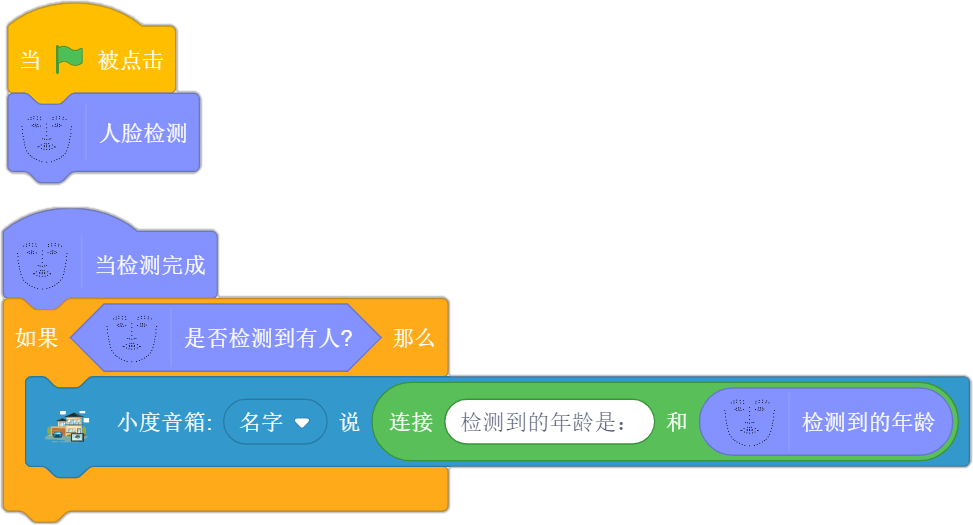 当 被点击
人脸检测
当检测完成
如果 是否检测到有人? 那么
小度音箱: 名字 说 连接 检测到的年龄是： 和 检测到的年龄